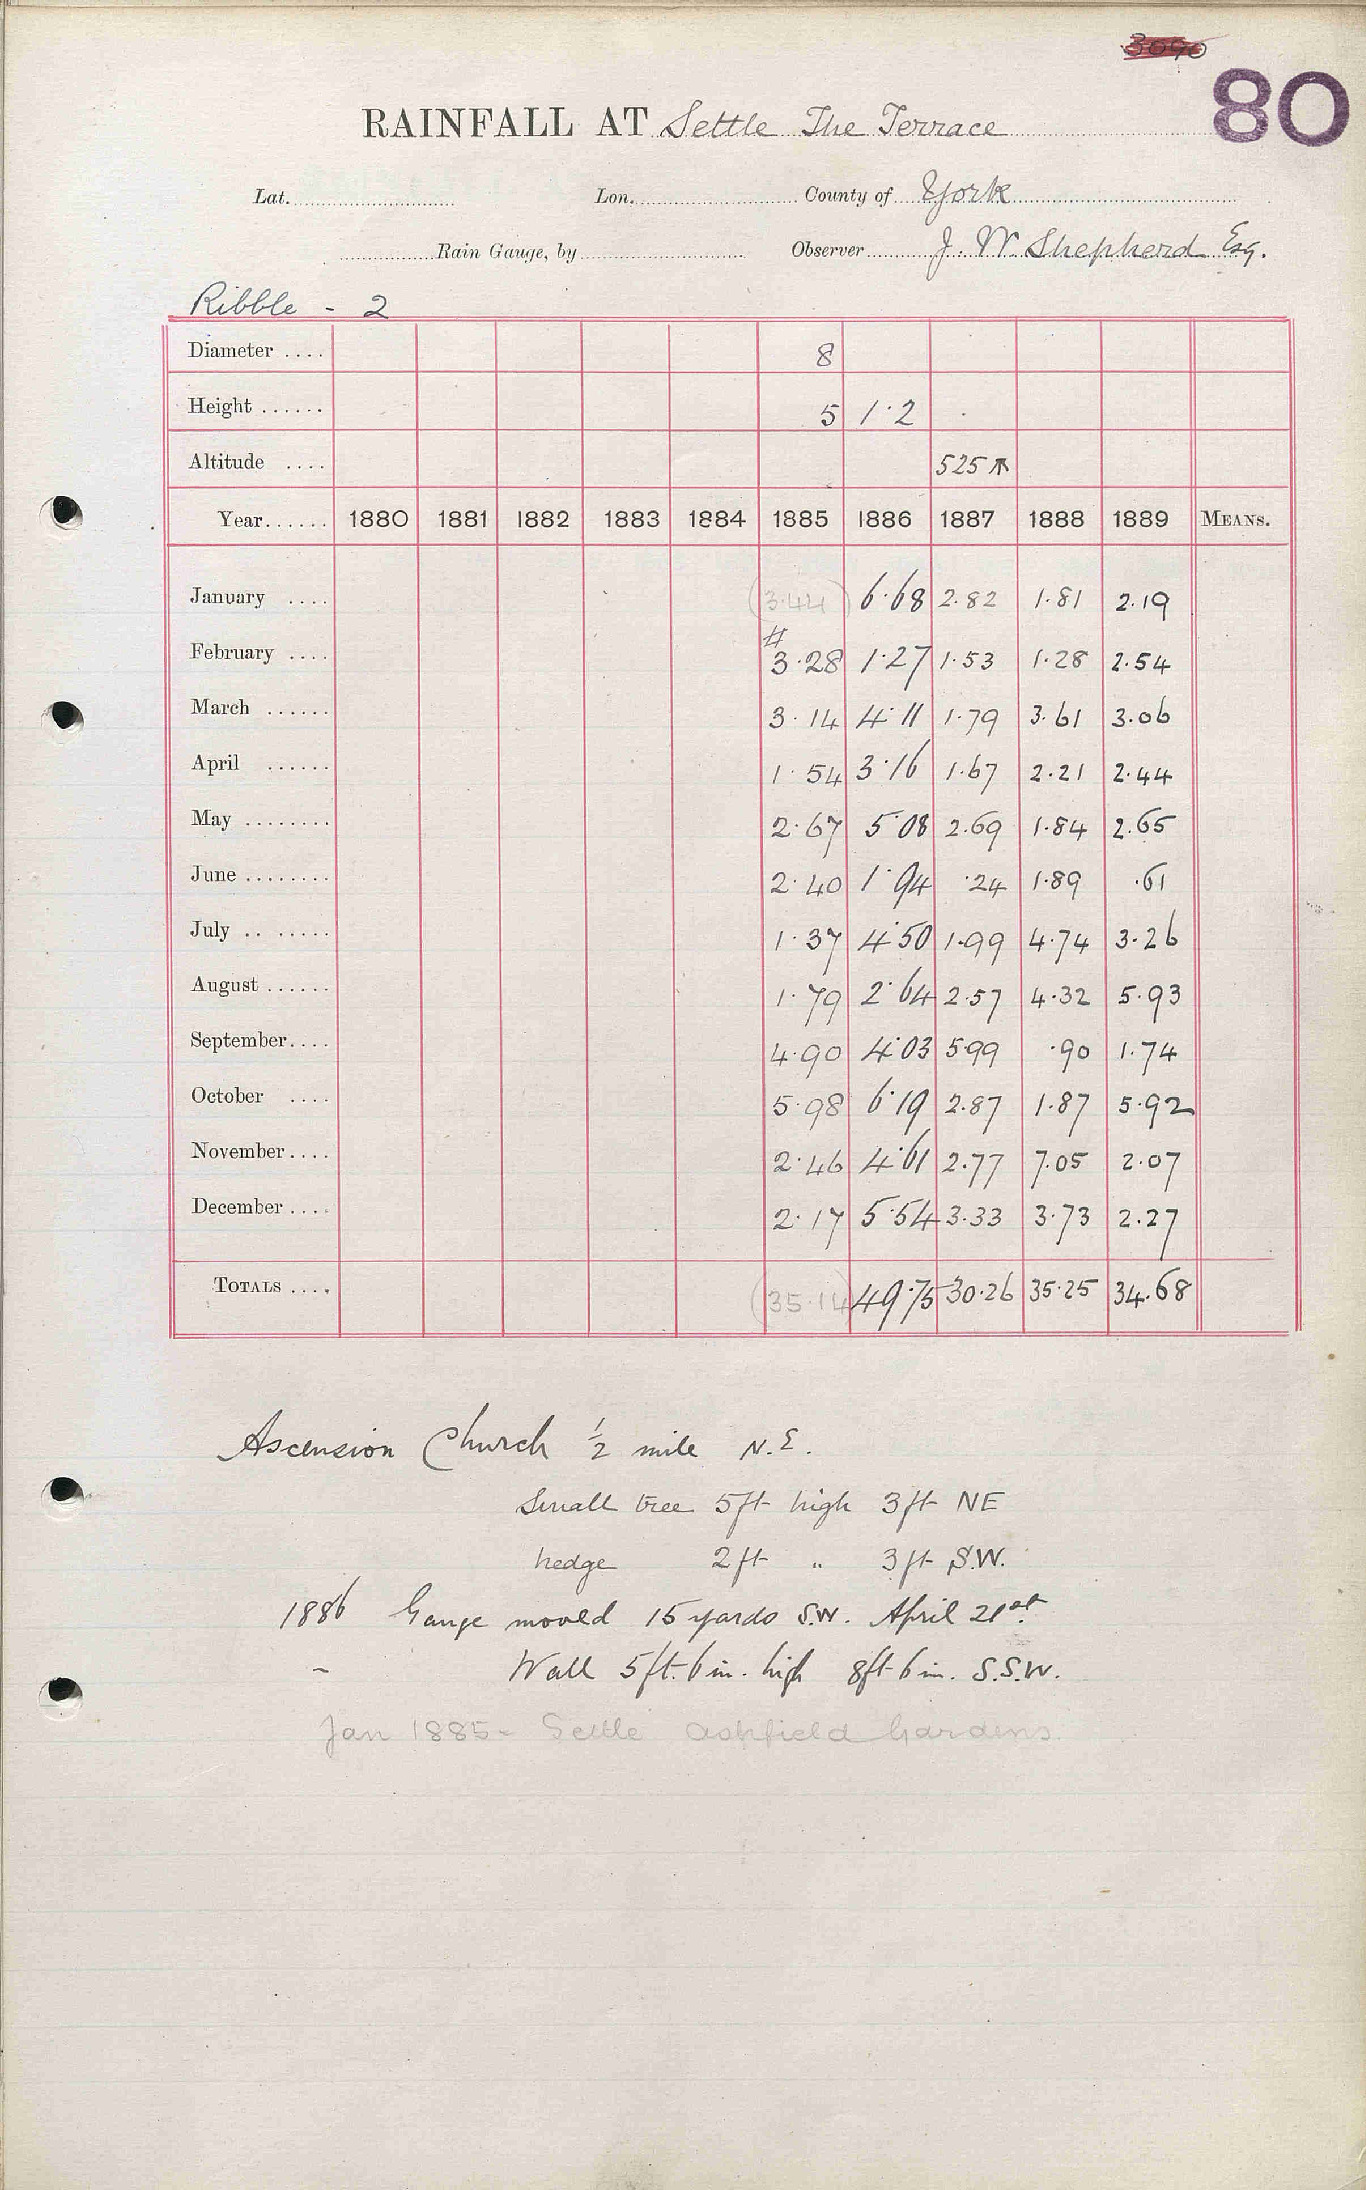 3090
80
RAINFALL AT Settle The Terrace
Lat. Lon. County of York
Rain Gauge, by Observer J. W. Shepherd Esq.
Ribble - 2
Diameter .... 8
Height ...... 5 1·2
Altitude .... 525
Year...... 1880 1881 1882 1883 1884 1885 1886 1887 1888 1889 MEANS.
January .... (3·44) 6·68 2.82 1.81 2.19
February .... # 3·28 1·27 1·53 1·28 2.54
March ...... 3·14 4·11 1·79 3.61 3.06
April ...... 1·54 3·16 1.67 2.21 2.44
May ........ 2·67 5·08 2.69 1.84 2.65
June ........ 2·40 1·94 ·24 1.89 ·61
July .. ..... 1·37 4·50 1.99 4.74 3.26
August ...... 1·79 2·64 2.57 4.32 5.93
September.... 4·90 4·03 5.99 ·90 1.74
October .... 5·98 6·19 2.87 1.87 5.92
November.... 2·46 4·61 2.77 7.05 2.07
December.... 2·17 5·54 3.33 3.73 2.27
TOTALS .... (35·14) 49·75 30·26 35·25 34.68
Ascension Church ½ mile N.E.
Small tree 5ft high 3ft NE
hedge 2ft „ 3ft S.W.
1886 Gauge moved 15 yards S.W. April 21st
~ Wall 5ft. 6 in. high 8ft 6 in. S.S.W.
Jan 1885 - Settle Ashfield Gardens